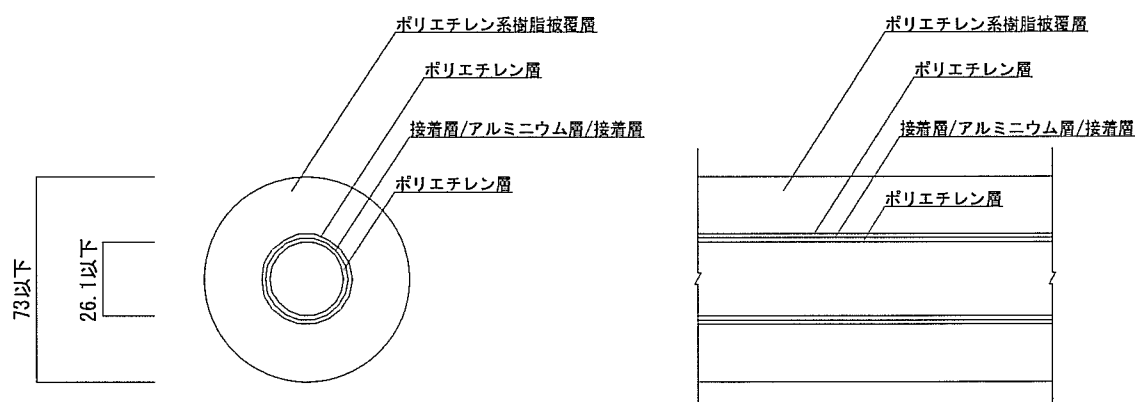 ポリエチレン系樹脂被覆層
ポリエチレン層
接着層/アルミニウム層/接着層
ポリエチレン層
73以下
26.1以下
ポリエチレン系樹脂被覆層
ポリエチレン層
接着層/アルミニウム層/接着層
ポリエチレン層